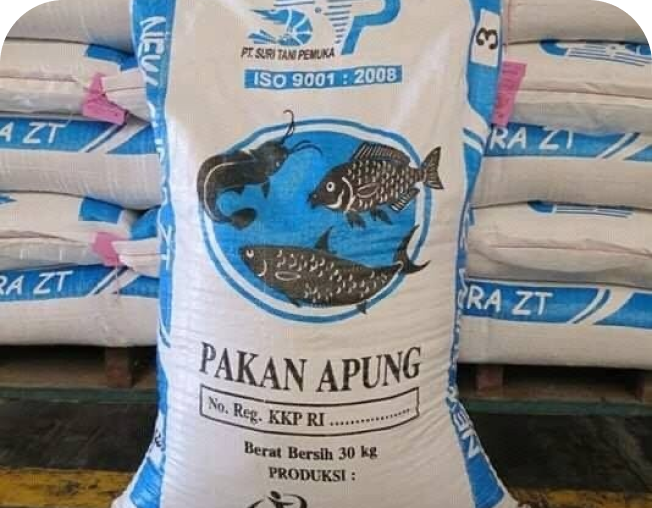 PT. SURI TANI PEMUKA
ISO 9001 : 2008
3
PAKAN APUNG
No. Reg. KKP RI ..................
Berat Bersih 30 kg
PRODUKSI :
NEW
A ZT
RA ZT
RA ZT
RA ZT